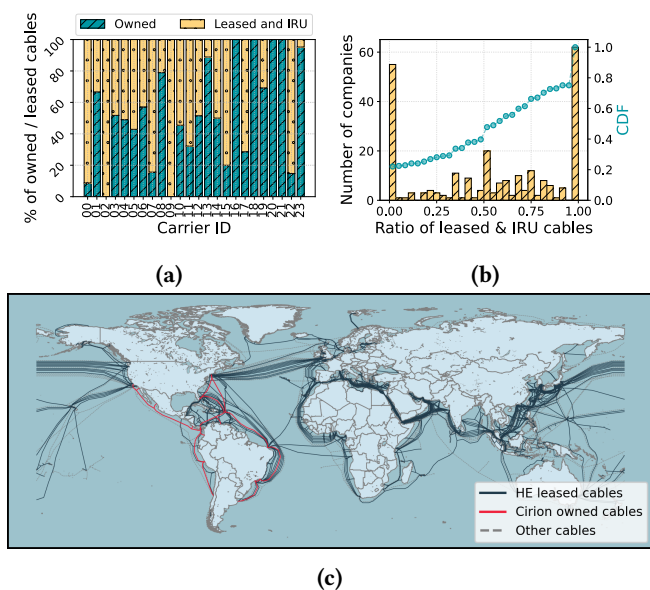 Owned Leased and IRU
% of owned / leased cables
100
80
60
40
20
0
00 01 02 03 04 05 06 07 08 09 10 11 12 13 14 15 16 17 18 19 20 21 22 23
Carrier ID
(a)
Number of companies
60
40
20
0
1.0
0.8
0.6
0.4
0.2
0.0
CDF
0.00 0.25 0.50 0.75 1.00
Ratio of leased & IRU cables
(b)
HE leased cables
Cirion owned cables
Other cables
(c)